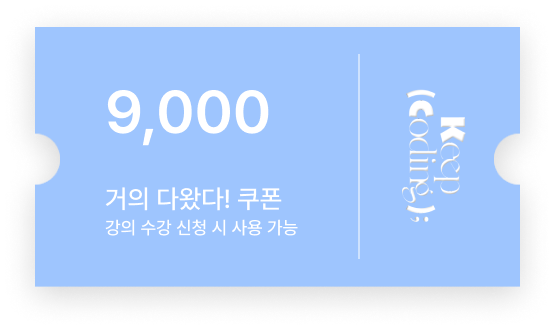 9,000
거의 다왔다! 쿠폰
강의 수강 신청 시 사용 가능
Keep
(Coding);